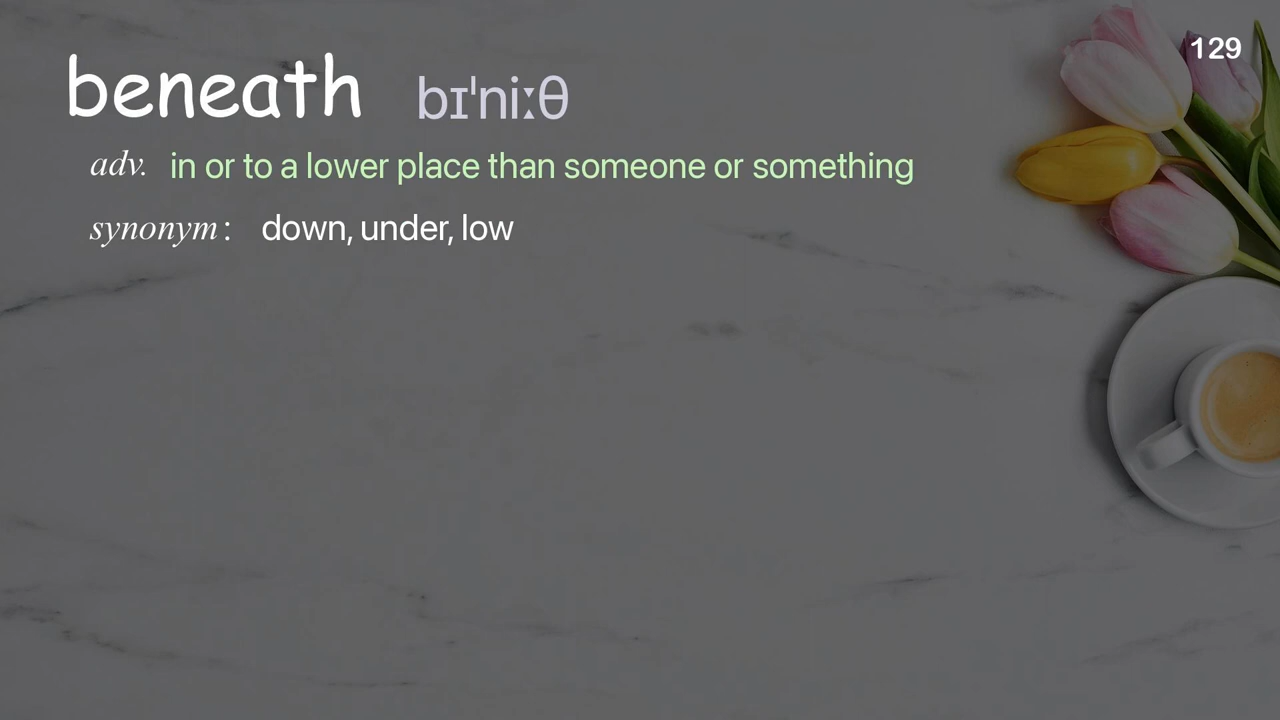 129
beneath bɪˈniːθ
adv. in or to a lower place than someone or something
synonym: down, under, low